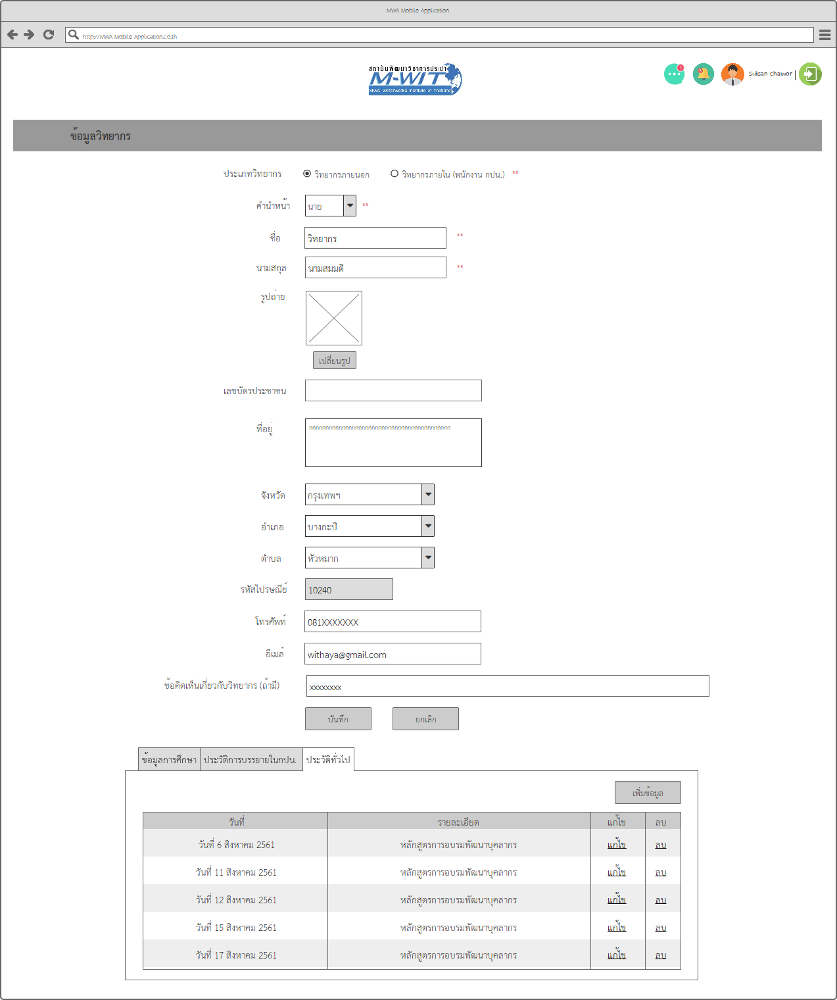 MWA Mobile Application
http://MWA Mobile Application.co.th
สถาบันพัฒนาวิชาการประปา
M-WIT
MWA Waterworks Institute of Thailand
1
5
Suksan chaiwor |
ข้อมูลวิทยากร
ประเภทวิทยากร วิทยากรภายนอก วิทยากรภายใน (พนักงาน กปน.) **
คำนำหน้า นาย **
ชื่อ วิทยากร **
นามสกุล นามสมมติ **
รูปถ่าย
เปลี่ยนรูป
เลขบัตรประชาชน
ที่อยู่
จังหวัด กรุงเทพฯ
อำเภอ บางกะปิ
ตำบล หัวหมาก
รหัสไปรษณีย์ 10240
โทรศัพท์ 081XXXXXXX
อีเมล์ withaya@gmail.com
ข้อคิดเห็นเกี่ยวกับวิทยากร (ถ้ามี) xxxxxxxx
บันทึก ยกเลิก
ข้อมูลการศึกษา ประวัติการบรรยายในกปน. ประวัติทั่วไป
เพิ่มข้อมูล
วันที่ รายละเอียด แก้ไข ลบ
วันที่ 6 สิงหาคม 2561 หลักสูตรการอบรมพัฒนาบุคลากร แก้ไข ลบ
วันที่ 11 สิงหาคม 2561 หลักสูตรการอบรมพัฒนาบุคลากร แก้ไข ลบ
วันที่ 12 สิงหาคม 2561 หลักสูตรการอบรมพัฒนาบุคลากร แก้ไข ลบ
วันที่ 15 สิงหาคม 2561 หลักสูตรการอบรมพัฒนาบุคลากร แก้ไข ลบ
วันที่ 17 สิงหาคม 2561 หลักสูตรการอบรมพัฒนาบุคลากร แก้ไข ลบ